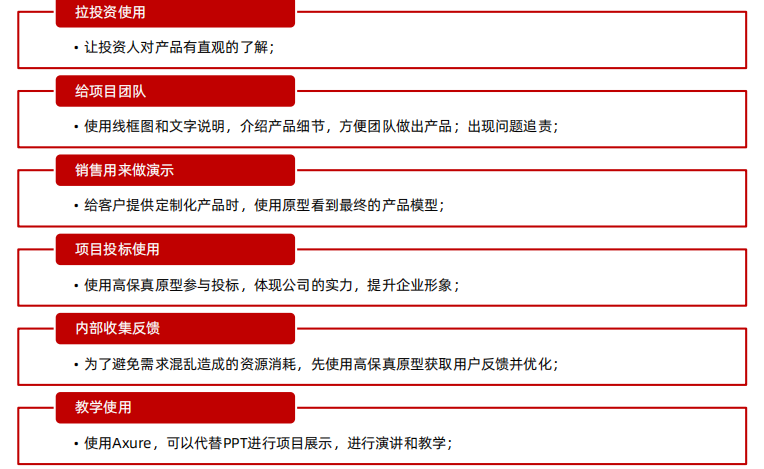 拉投资使用
• 让投资人对产品有直观的了解；
给项目团队
• 使用线框图和文字说明，介绍产品细节，方便团队做出产品；出现问题追责；
销售用来做演示
• 给客户提供定制化产品时，使用原型看到最终的产品模型；
项目投标使用
• 使用高保真原型参与投标，体现公司的实力，提升企业形象；
内部收集反馈
• 为了避免需求混乱造成的资源消耗，先使用高保真原型获取用户反馈并优化；
教学使用
• 使用Axure，可以代替PPT进行项目展示，进行演讲和教学；